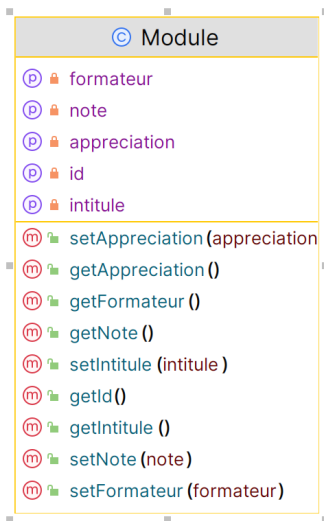 Module
formateur
note
appreciation
id
intitule
setAppreciation(appreciation
getAppreciation()
getFormateur()
getNote()
setIntitule(intitule)
getId()
getIntitule()
setNote(note)
setFormateur(formateur)